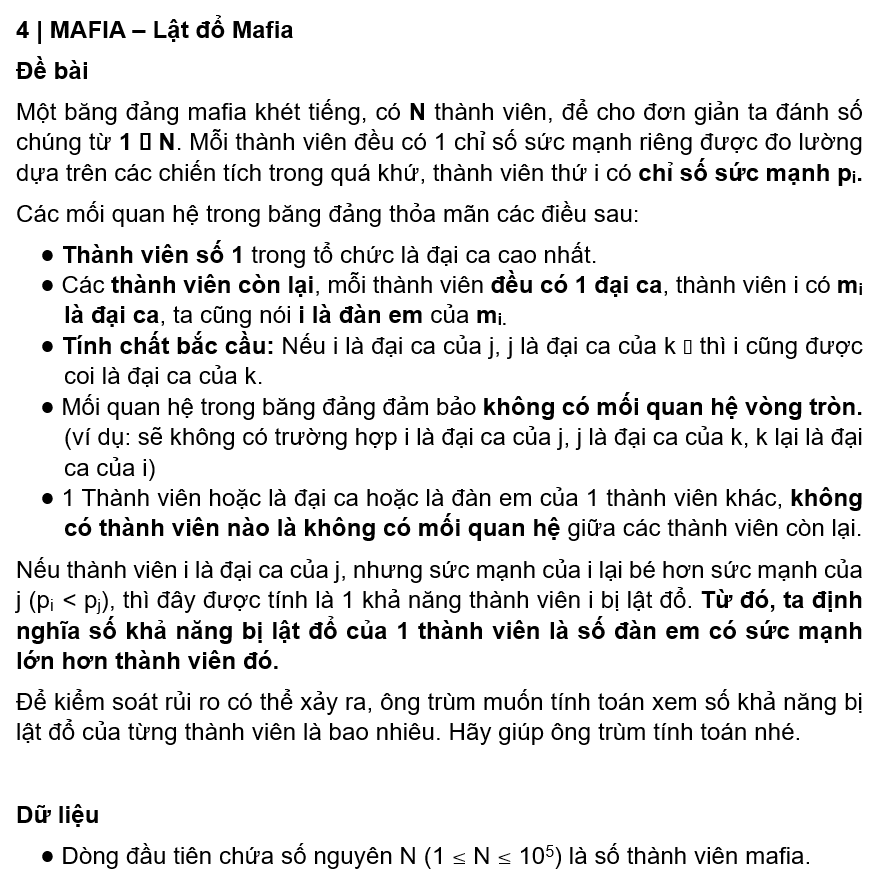 4 | MAFIA – Lật đổ Mafia
Đề bài
Một băng đảng mafia khét tiếng, có N thành viên, để cho đơn giản ta đánh số
chúng từ 1 ▯ N. Mỗi thành viên đều có 1 chỉ số sức mạnh riêng được đo lường
dựa trên các chiến tích trong quá khứ, thành viên thứ i có chỉ số sức mạnh pᵢ.
Các mối quan hệ trong băng đảng thỏa mãn các điều sau:
● Thành viên số 1 trong tổ chức là đại ca cao nhất.
● Các thành viên còn lại, mỗi thành viên đều có 1 đại ca, thành viên i có mᵢ
là đại ca, ta cũng nói i là đàn em của mᵢ.
● Tính chất bắc cầu: Nếu i là đại ca của j, j là đại ca của k ▯ thì i cũng được
coi là đại ca của k.
● Mối quan hệ trong băng đảng đảm bảo không có mối quan hệ vòng tròn.
(ví dụ: sẽ không có trường hợp i là đại ca của j, j là đại ca của k, k lại là đại
ca của i)
● 1 Thành viên hoặc là đại ca hoặc là đàn em của 1 thành viên khác, không
có thành viên nào là không có mối quan hệ giữa các thành viên còn lại.
Nếu thành viên i là đại ca của j, nhưng sức mạnh của i lại bé hơn sức mạnh của
j (pᵢ < pⱼ), thì đây được tính là 1 khả năng thành viên i bị lật đổ. Từ đó, ta định
nghĩa số khả năng bị lật đổ của 1 thành viên là số đàn em có sức mạnh
lớn hơn thành viên đó.
Để kiểm soát rủi ro có thể xảy ra, ông trùm muốn tính toán xem số khả năng bị
lật đổ của từng thành viên là bao nhiêu. Hãy giúp ông trùm tính toán nhé.
Dữ liệu
● Dòng đầu tiên chứa số nguyên N (1 ≤ N ≤ 10⁵) là số thành viên mafia.